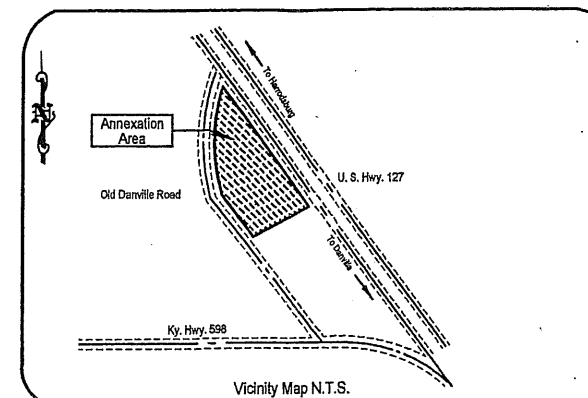 N
To Harrodsburg
Annexation
Area
U. S. Hwy. 127
Old Danville Road
To Danville
Ky. Hwy. 598
Vicinity Map N.T.S.